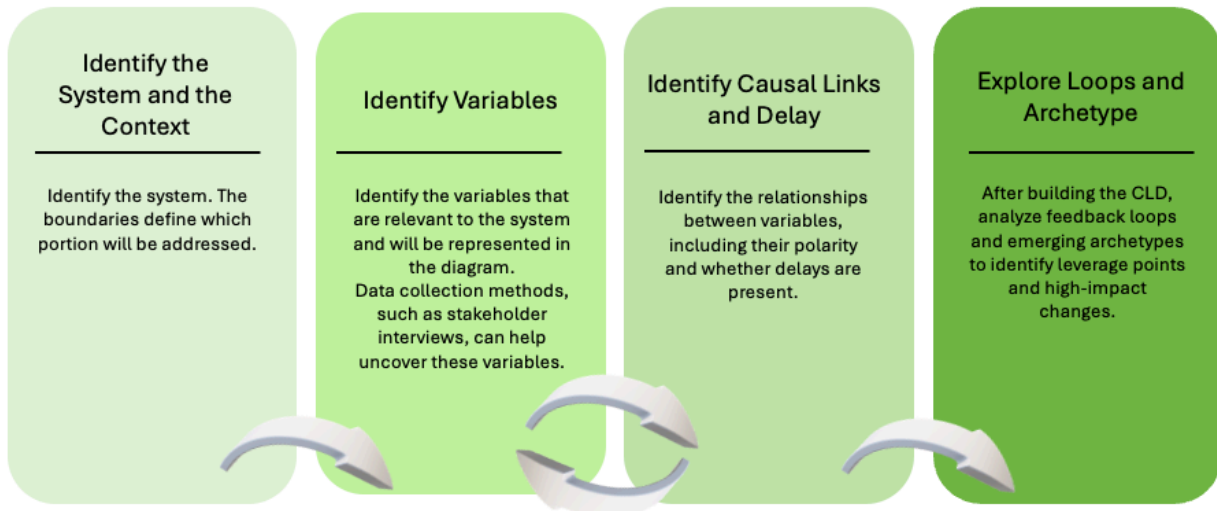 Identify the
System and the
Context
Identify the system. The
boundaries define which
portion will be addressed.
Identify Variables
Identify the variables that
are relevant to the system
and will be represented in
the diagram.
Data collection methods,
such as stakeholder
interviews, can help
uncover these variables.
Identify Causal Links
and Delay
Identify the relationships
between variables,
including their polarity
and whether delays are
present.
Explore Loops and
Archetype
After building the CLD,
analyze feedback loops
and emerging archetypes
to identify leverage points
and high-impact
changes.